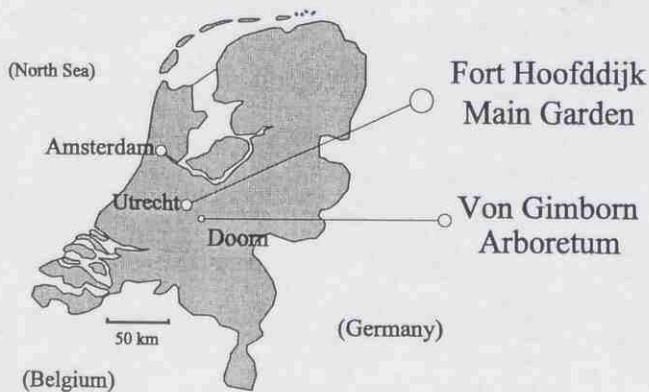 (North Sea)
Fort Hoofddijk
Main Garden
Amsterdam
Utrecht
Doorn
Von Gimborn
Arboretum
50 km
(Germany)
(Belgium)